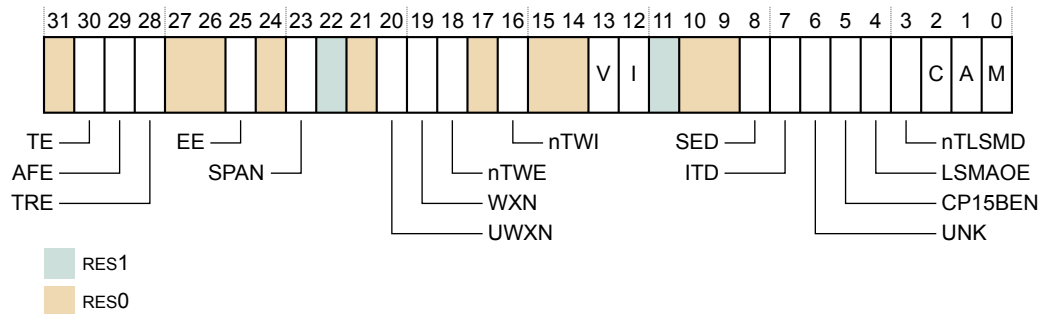 31 30 29 28 27 26 25 24 23 22 21 20 19 18 17 16 15 14 13 12 11 10 9 8 7 6 5 4 3 2 1 0
V I C A M
TE EE nTWI SED nTLSMD
AFE SPAN nTWE ITD LSMAOE
TRE WXN CP15BEN
UWXN UNK
RES1
RES0